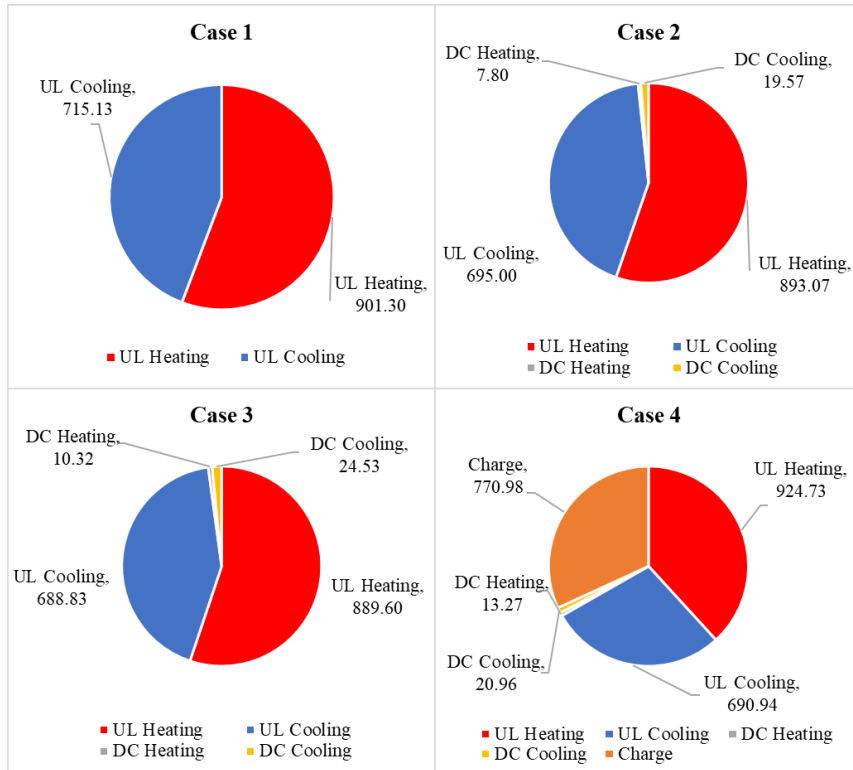 Case 1
UL Cooling,
715.13
UL Heating,
901.30
UL Heating UL Cooling
Case 2
DC Heating,
7.80
DC Cooling,
19.57
UL Cooling,
695.00
UL Heating,
893.07
UL Heating UL Cooling
DC Heating DC Cooling
Case 3
DC Heating,
10.32
DC Cooling,
24.53
UL Cooling,
688.83
UL Heating,
889.60
UL Heating UL Cooling
DC Heating DC Cooling
Case 4
Charge,
770.98
UL Heating,
924.73
DC Heating,
13.27
DC Cooling,
20.96
UL Cooling,
690.94
UL Heating UL Cooling DC Heating
DC Cooling Charge